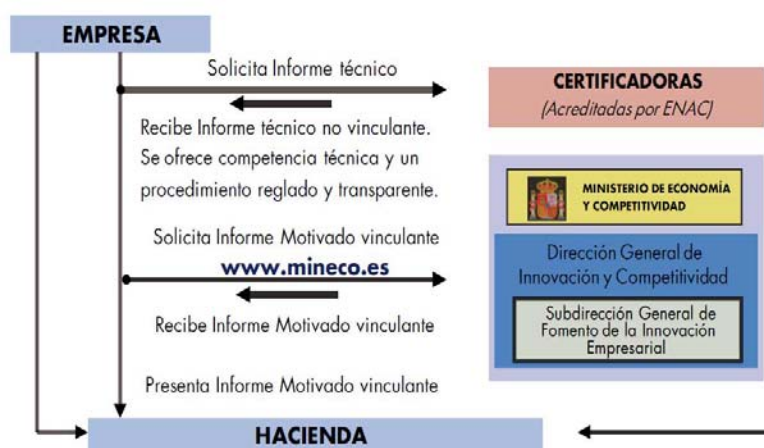 EMPRESA
Solicita Informe técnico
Recibe Informe técnico no vinculante.
Se ofrece competencia técnica y un
procedimiento reglado y transparente.
CERTIFICADORAS
(Acreditadas por ENAC)
MINISTERIO DE ECONOMÍA
Y COMPETITIVIDAD
Dirección General de
Innovación y Competitividad
Subdirección General de
Fomento de la Innovación
Empresarial
Solicita Informe Motivado vinculante
www.mineco.es
Recibe Informe Motivado vinculante
Presenta Informe Motivado vinculante
HACIENDA